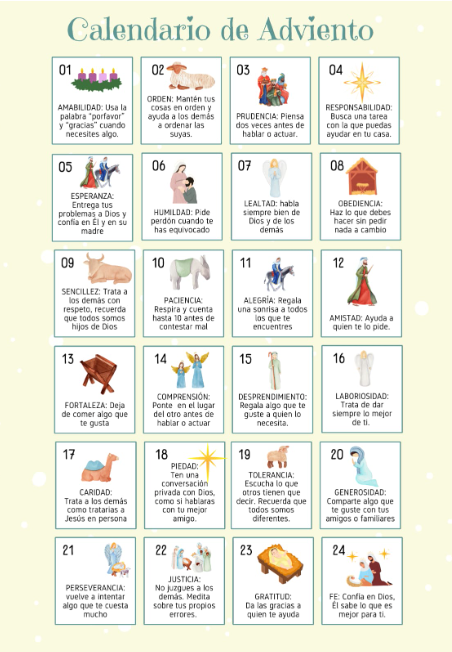 Calendario de Adviento
01
AMABILIDAD: Usa la
palabra "porfavor"
y "gracias" cuando
necesites algo.
02
ORDEN: Mantén tus
cosas en orden y
ayuda a los demás
a ordenar las
suyas.
03
PRUDENCIA: Piensa
dos veces antes de
hablar o actuar.
04
RESPONSABILIDAD:
Busca una tarea
con la que puedas
ayudar en tu casa.
05
ESPERANZA:
Entrega tus
problemas a Dios y
confía en Él y en su
madre
06
HUMILDAD: Pide
perdón cuando te
has equivocado
07
LEALTAD: habla
siempre bien de
Dios y de los
demás
08
OBEDIENCIA:
Haz lo que debes
hacer sin pedir
nada a cambio
09
SENCILLEZ: Trata a
los demás con
respeto, recuerda
que todos somos
hijos de Dios
10
PACIENCIA:
Respira y cuenta
hasta 10 antes de
contestar mal
11
ALEGRÍA: Regala
una sonrisa a todos
los que te
encuentres
12
AMISTAD: Ayuda a
quien te lo pide.
13
FORTALEZA: Deja
de comer algo que
te gusta
14
COMPRENSIÓN:
Ponte en el lugar
del otro antes de
hablar o actuar
15
DESPRENDIMIENTO:
Regala algo que te
guste a quien lo
necesita.
16
LABORIOSIDAD:
Trata de dar
siempre lo mejor
de ti.
17
CARIDAD:
Trata a los demás
como tratarías a
Jesús en persona
18
PIEDAD:
Ten una
conversación
privada con Dios,
como si hablaras
con tu mejor
amigo.
19
TOLERANCIA:
Escucha lo que
otros tienen que
decir. Recuerda que
todos somos
diferentes.
20
GENEROSIDAD:
Comparte algo que
te guste con tus
amigos o familiares
21
PERSEVERANCIA:
vuelve a intentar
algo que te cuesta
mucho
22
JUSTICIA:
No juzgues a los
demás. Medita
sobre tus propios
errores.
23
GRATITUD:
Da las gracias a
quien te ayuda
24
FE: Confía en Dios,
Él sabe lo que es
mejor para ti.